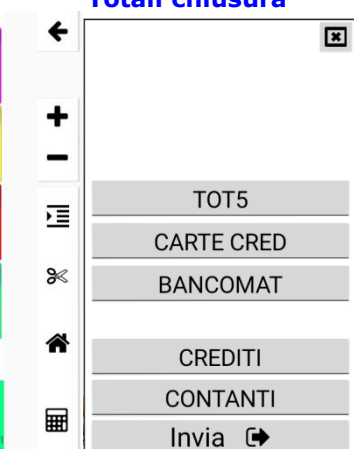 Totali chiusura
TOT5
CARTE CRED
BANCOMAT
CREDITI
CONTANTI
Invia